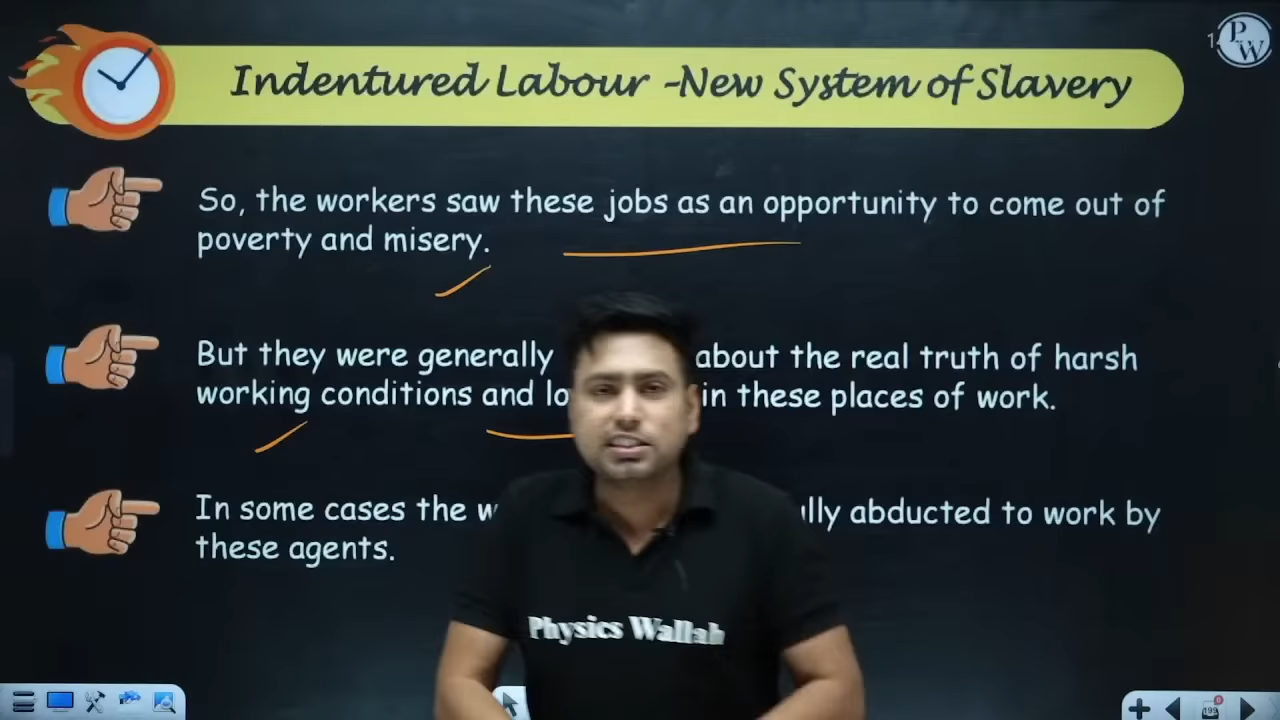 Indentured Labour -New System of Slavery
PW
So, the workers saw these jobs as an opportunity to come out of
poverty and misery.
But they were generally about the real truth of harsh
working conditions and in these places of work.
In some cases the abducted to work by
these agents.
Physics Wallah
199